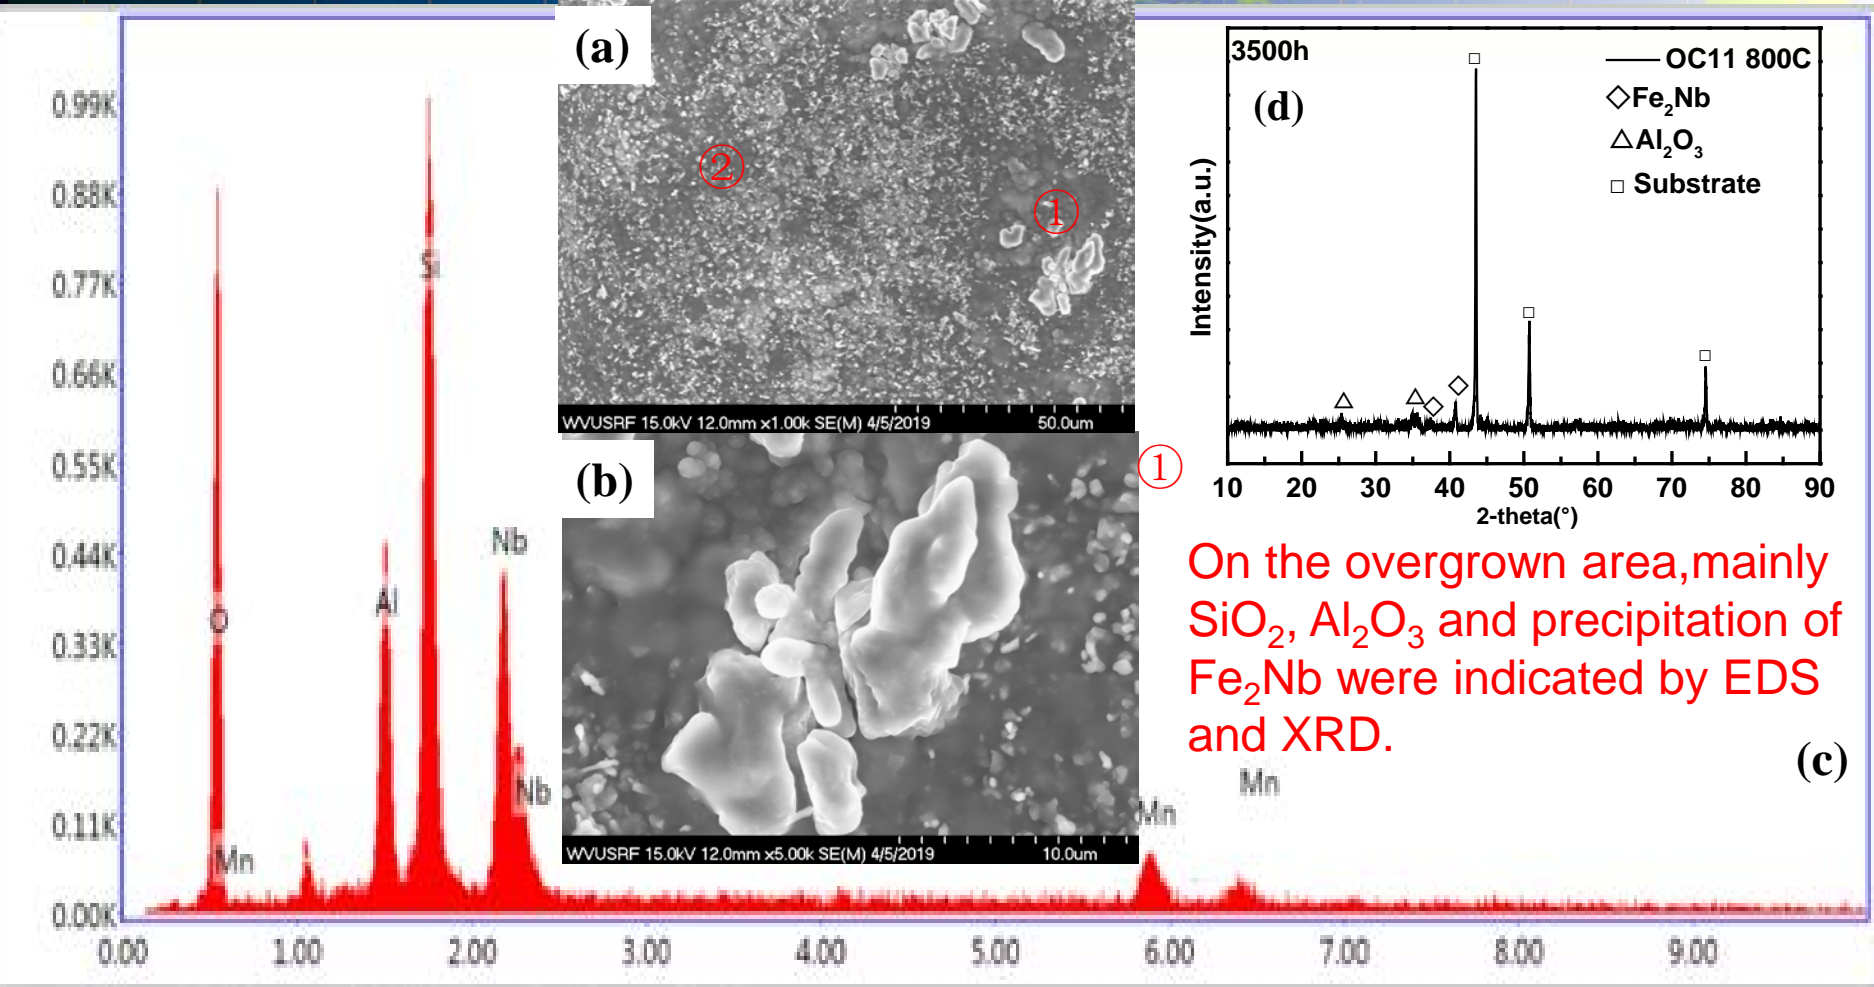 (a)
②
①
WVUSRF 15.0kV 12.0mm x1.00k SE(M) 4/5/2019 50.0um
(b)
①
WVUSRF 15.0kV 12.0mm x5.00k SE(M) 4/5/2019 10.0um
3500h
(d)
OC11 800C
Fe₂Nb
Al₂O₃
Substrate
Intensity(a.u.)
10 20 30 40 50 60 70 80 90
2-theta(°)
On the overgrown area,mainly
SiO₂, Al₂O₃ and precipitation of
Fe₂Nb were indicated by EDS
and XRD.
(c)
0.99K
0.88K
0.77K
0.66K
0.55K
0.44K
0.33K
0.22K
0.11K
0.00K
O
Mn
Al
Si
Nb
Nb
Mn
Mn
0.00 1.00 2.00 3.00 4.00 5.00 6.00 7.00 8.00 9.00